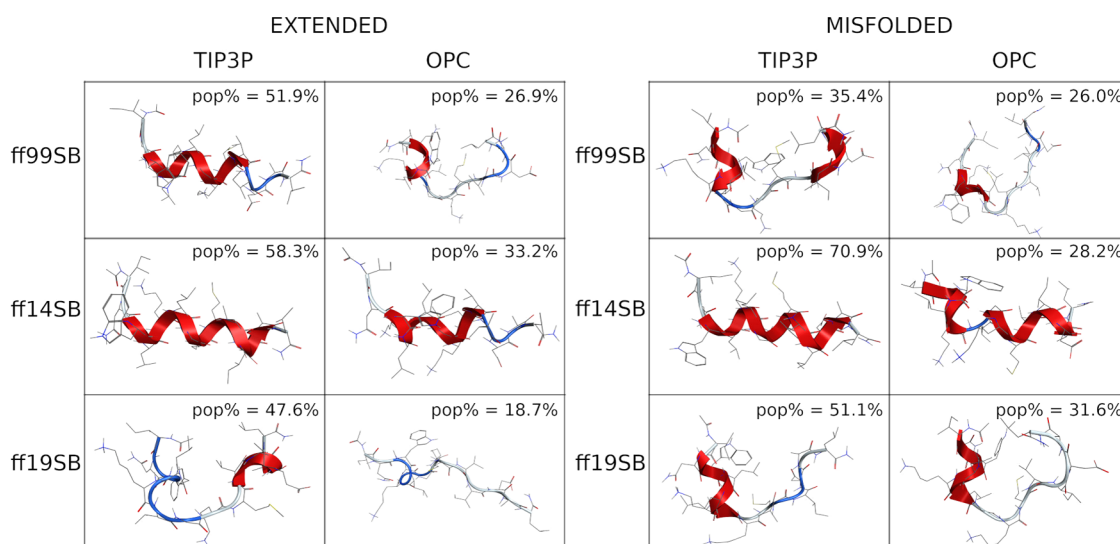 EXTENDED MISFOLDED
TIP3P OPC TIP3P OPC
pop% = 51.9% pop% = 26.9% pop% = 35.4% pop% = 26.0%
ff99SB ff99SB
pop% = 58.3% pop% = 33.2% pop% = 70.9% pop% = 28.2%
ff14SB ff14SB
pop% = 47.6% pop% = 18.7% pop% = 51.1% pop% = 31.6%
ff19SB ff19SB